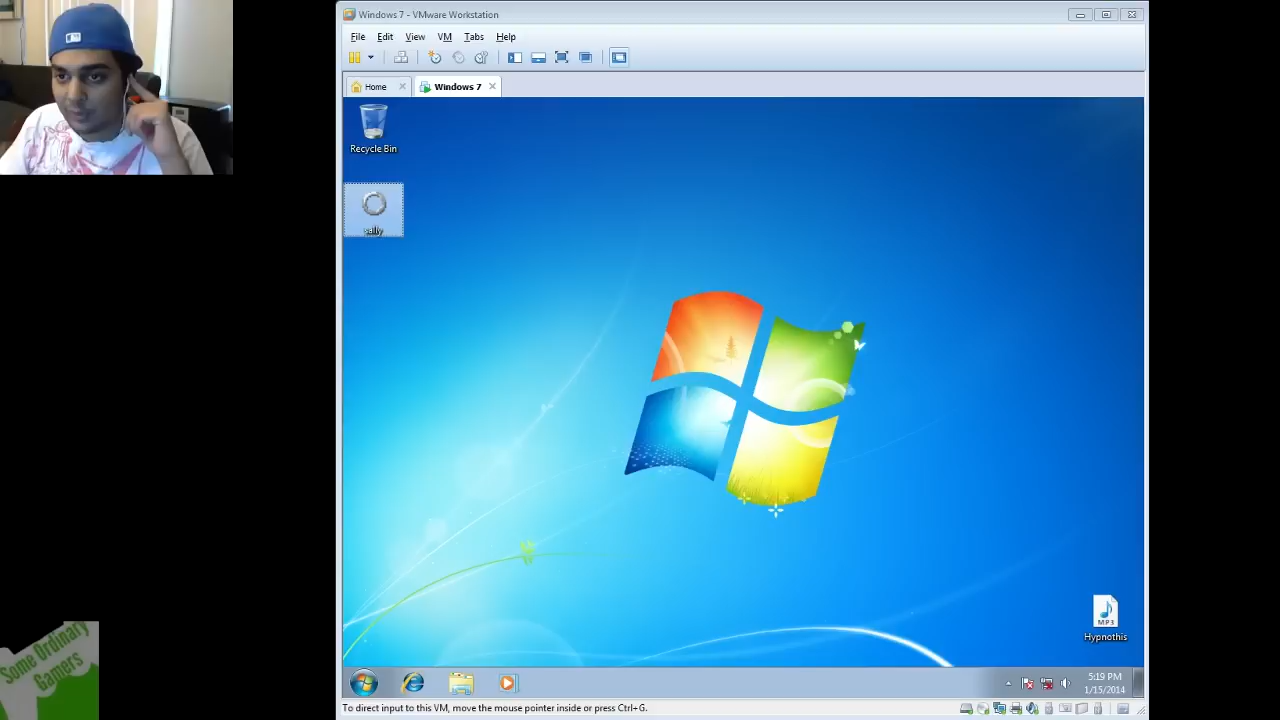 Windows 7 - VMware Workstation
File Edit View VM Tabs Help
Home Windows 7
Recycle Bin
sally
MP3
Hypnothis
5:19 PM
1/15/2014
To direct input to this VM, move the mouse pointer inside or press Ctrl+G.
Some Ordinary
Gamers